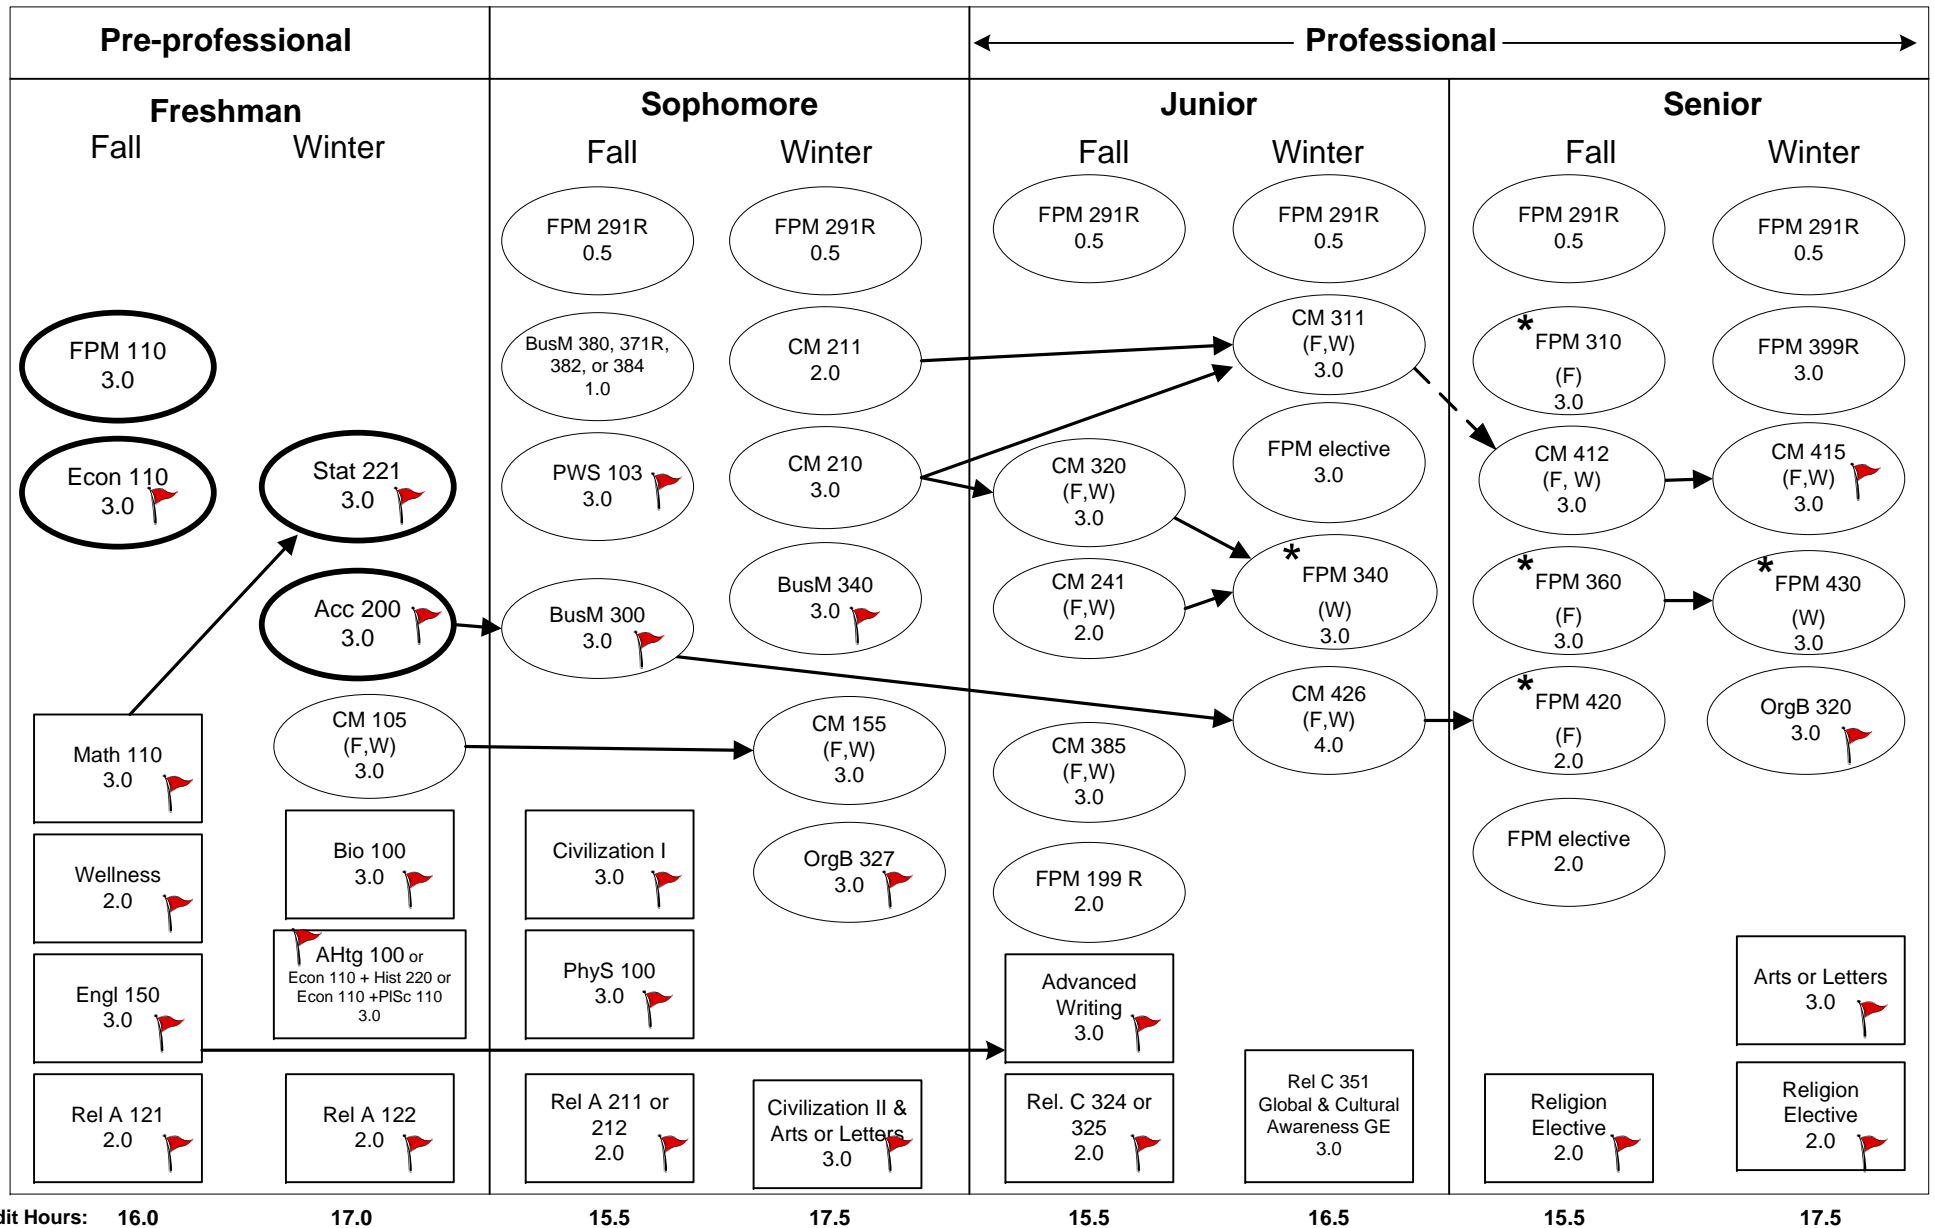 Pre-professional
Professional
Freshman
Fall
Winter
Sophomore
Fall
Winter
Junior
Fall
Winter
Senior
Fall
Winter
FPM 110
3.0
Econ 110
3.0
Math 110
3.0
Wellness
2.0
Engl 150
3.0
Rel A 121
2.0
Stat 221
3.0
Acc 200
3.0
CM 105
(F,W)
3.0
Bio 100
3.0
AHtg 100 or
Econ 110 + Hist 220 or
Econ 110 +PlSc 110
3.0
Rel A 122
2.0
FPM 291R
0.5
BusM 380, 371R,
382, or 384
1.0
PWS 103
3.0
BusM 300
3.0
Civilization I
3.0
PhyS 100
3.0
Rel A 211 or
212
2.0
FPM 291R
0.5
CM 211
2.0
CM 210
3.0
BusM 340
3.0
CM 155
(F,W)
3.0
OrgB 327
3.0
Civilization II &
Arts or Letters
3.0
FPM 291R
0.5
CM 320
(F,W)
3.0
CM 241
(F,W)
2.0
CM 385
(F,W)
3.0
FPM 199 R
2.0
Advanced
Writing
3.0
Rel. C 324 or
325
2.0
FPM 291R
0.5
CM 311
(F,W)
3.0
FPM elective
3.0
*
FPM 340
(W)
3.0
CM 426
(F,W)
4.0
Rel C 351
Global & Cultural
Awareness GE
3.0
FPM 291R
0.5
*
FPM 310
(F)
3.0
CM 412
(F, W)
3.0
*
FPM 360
(F)
3.0
*
FPM 420
(F)
2.0
FPM elective
2.0
Religion
Elective
2.0
FPM 291R
0.5
FPM 399R
3.0
CM 415
(F,W)
3.0
*
FPM 430
(W)
3.0
OrgB 320
3.0
Arts or Letters
3.0
Religion
Elective
2.0
dit Hours: 16.0 17.0 15.5 17.5 15.5 16.5 15.5 17.5